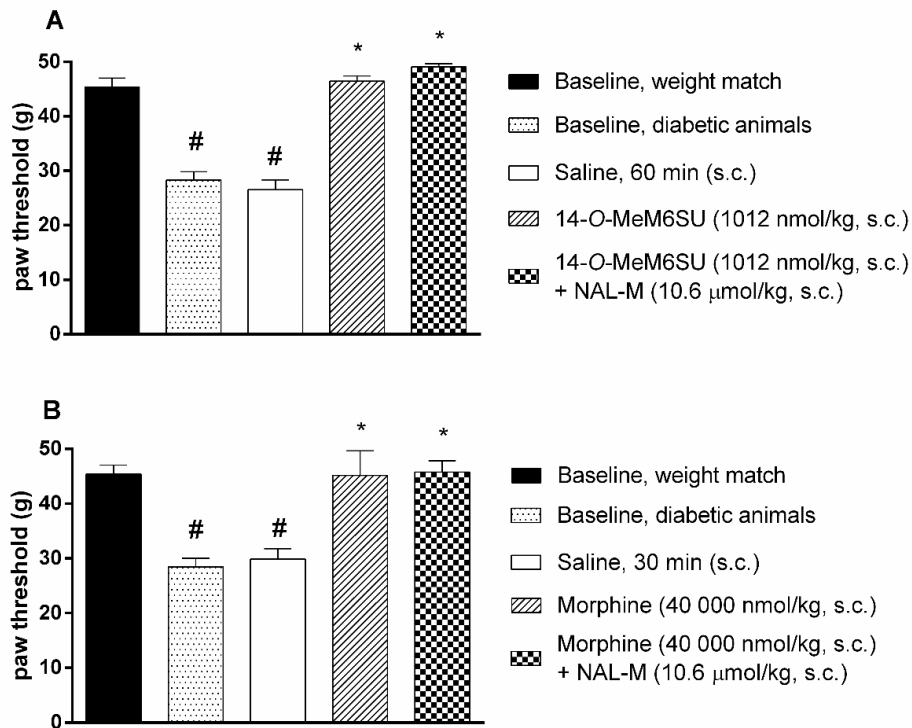 A
* *
50
40
30
20
10
0
paw threshold (g)
# #
Baseline, weight match
Baseline, diabetic animals
Saline, 60 min (s.c.)
14-O-MeM6SU (1012 nmol/kg, s.c.)
14-O-MeM6SU (1012 nmol/kg, s.c.)
+ NAL-M (10.6 μmol/kg, s.c.)
B
* *
50
40
30
20
10
0
paw threshold (g)
# #
Baseline, weight match
Baseline, diabetic animals
Saline, 30 min (s.c.)
Morphine (40 000 nmol/kg, s.c.)
Morphine (40 000 nmol/kg, s.c.)
+ NAL-M (10.6 μmol/kg, s.c.)